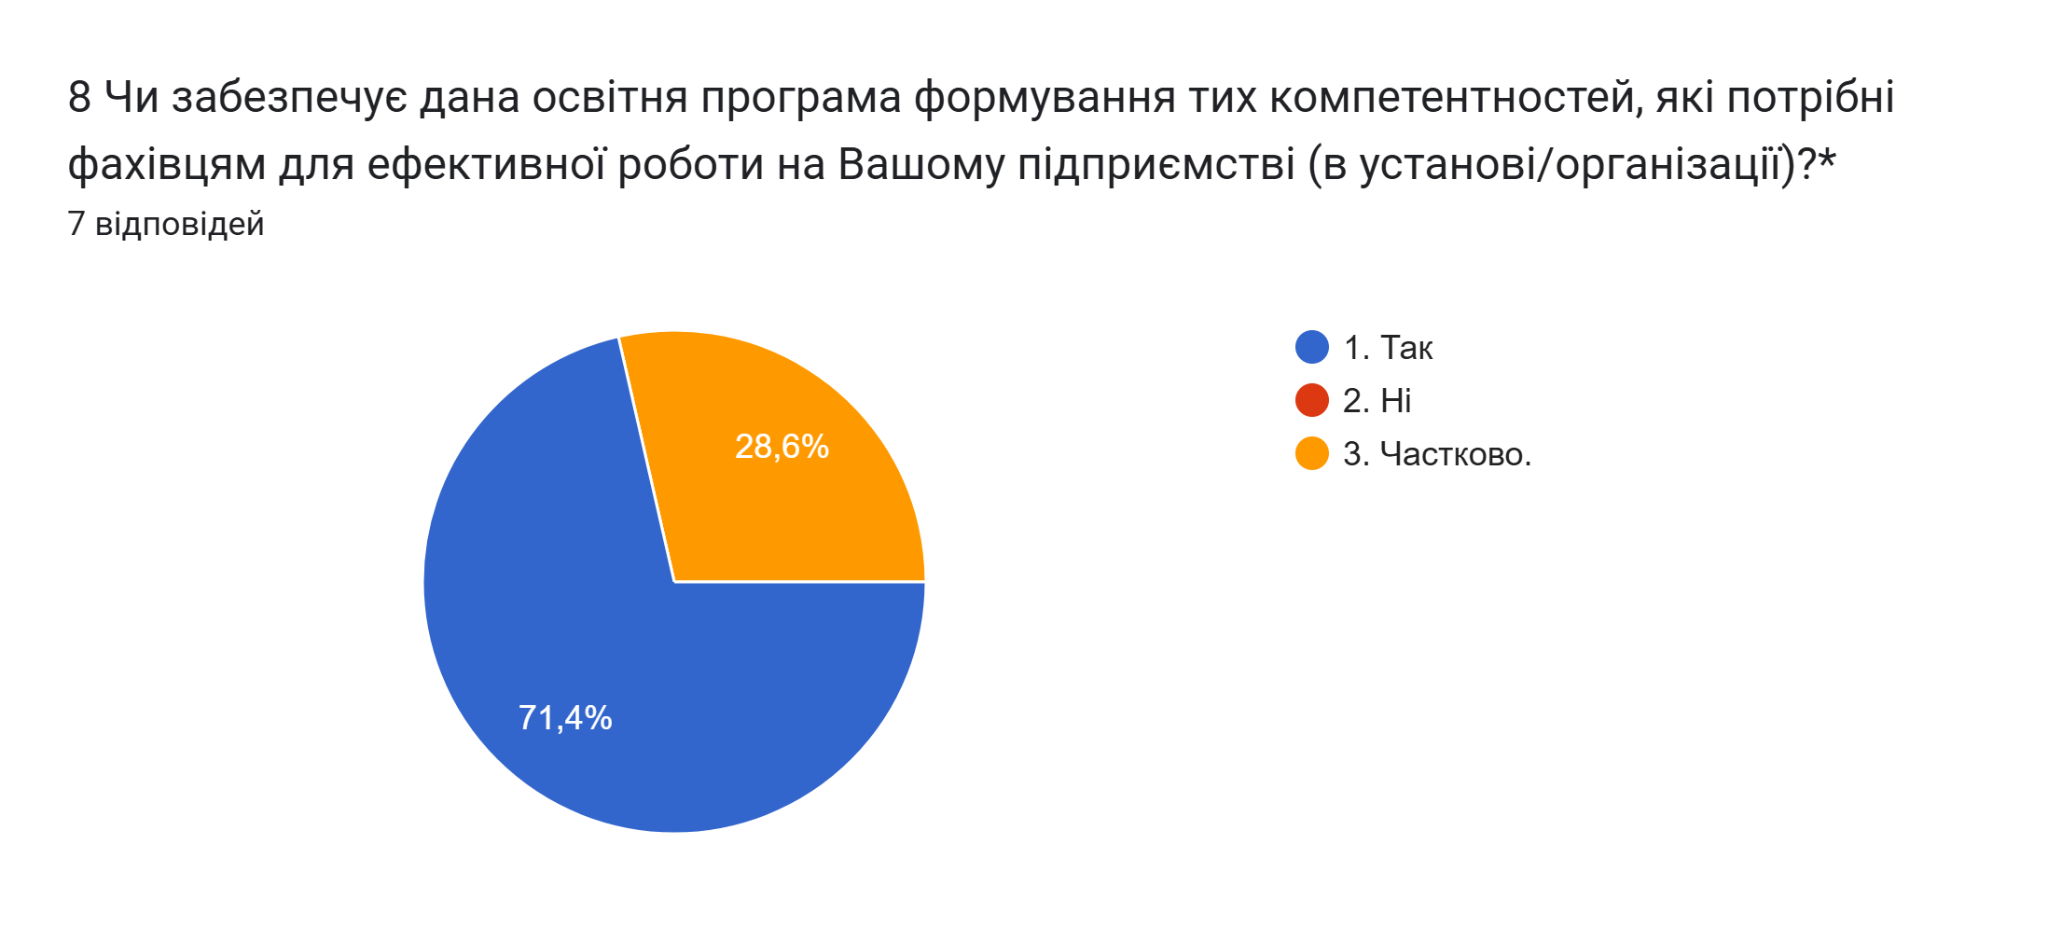 8 Чи забезпечує дана освітня програма формування тих компетентностей, які потрібні
фахівцям для ефективної роботи на Вашому підприємстві (в установі/організації)?*
7 відповідей
1. Так
2. Ні
3. Частково.
28,6%
71,4%